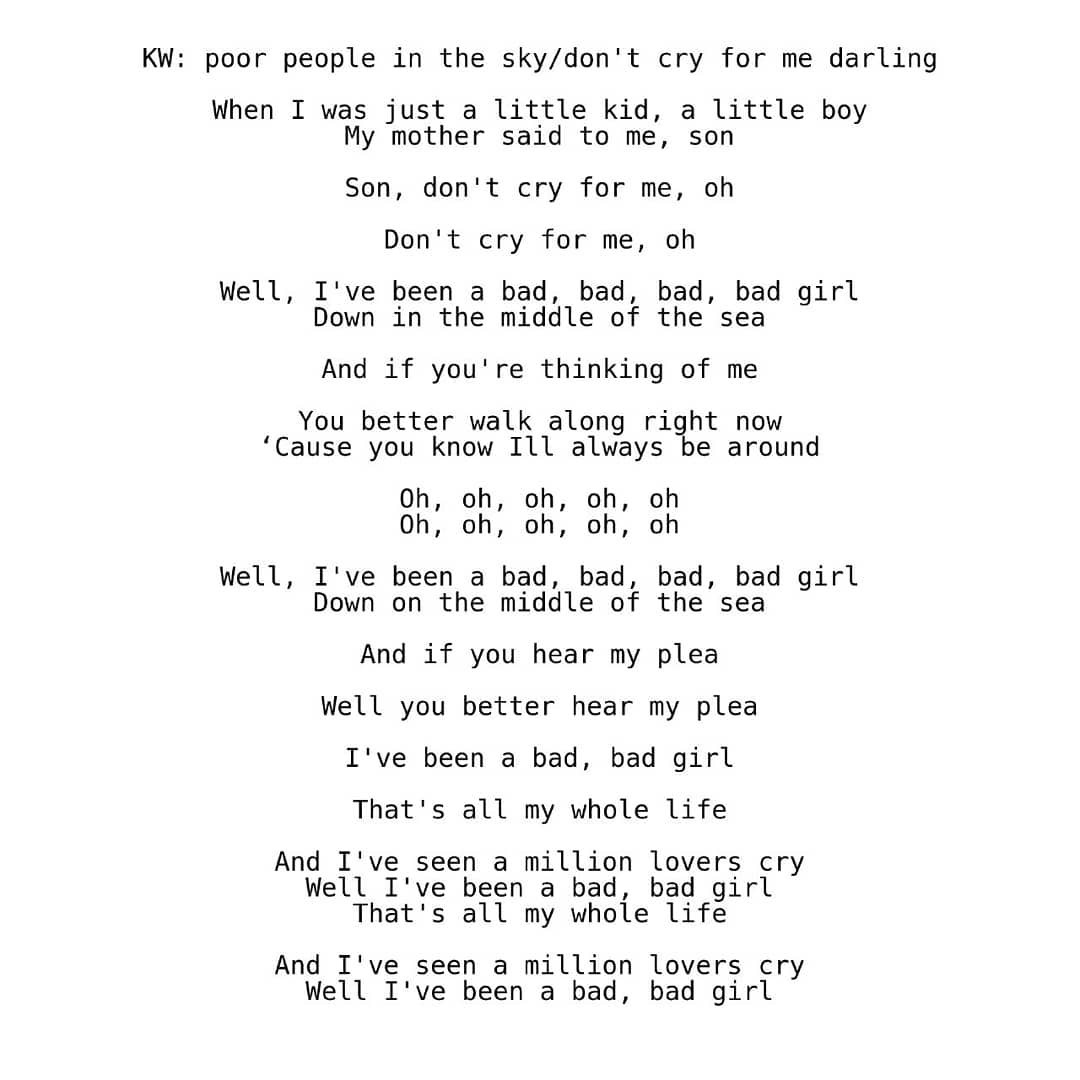 KW: poor people in the sky/don't cry for me darling
When I was just a little kid, a little boy
My mother said to me, son
Son, don't cry for me, oh
Don't cry for me, oh
Well, I've been a bad, bad, bad, bad girl
Down in the middle of the sea
And if you're thinking of me
You better walk along right now
‘Cause you know Ill always be around
Oh, oh, oh, oh, oh
Oh, oh, oh, oh, oh
Well, I've been a bad, bad, bad, bad girl
Down on the middle of the sea
And if you hear my plea
Well you better hear my plea
I've been a bad, bad girl
That's all my whole life
And I've seen a million lovers cry
Well I've been a bad, bad girl
That's all my whole life
And I've seen a million lovers cry
Well I've been a bad, bad girl